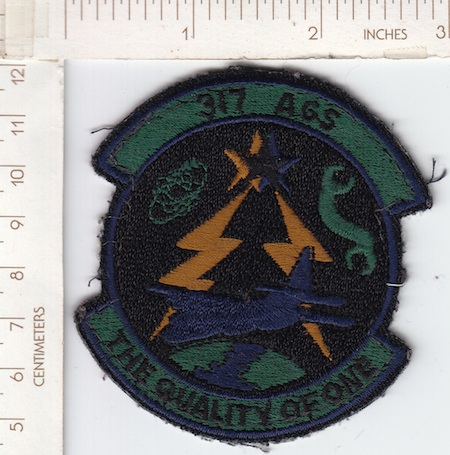 1 2 3
INCHES
317 AGS
THE QUALITY OF ONE
12
11
10
9
8
7
6
5
CENTIMETERS